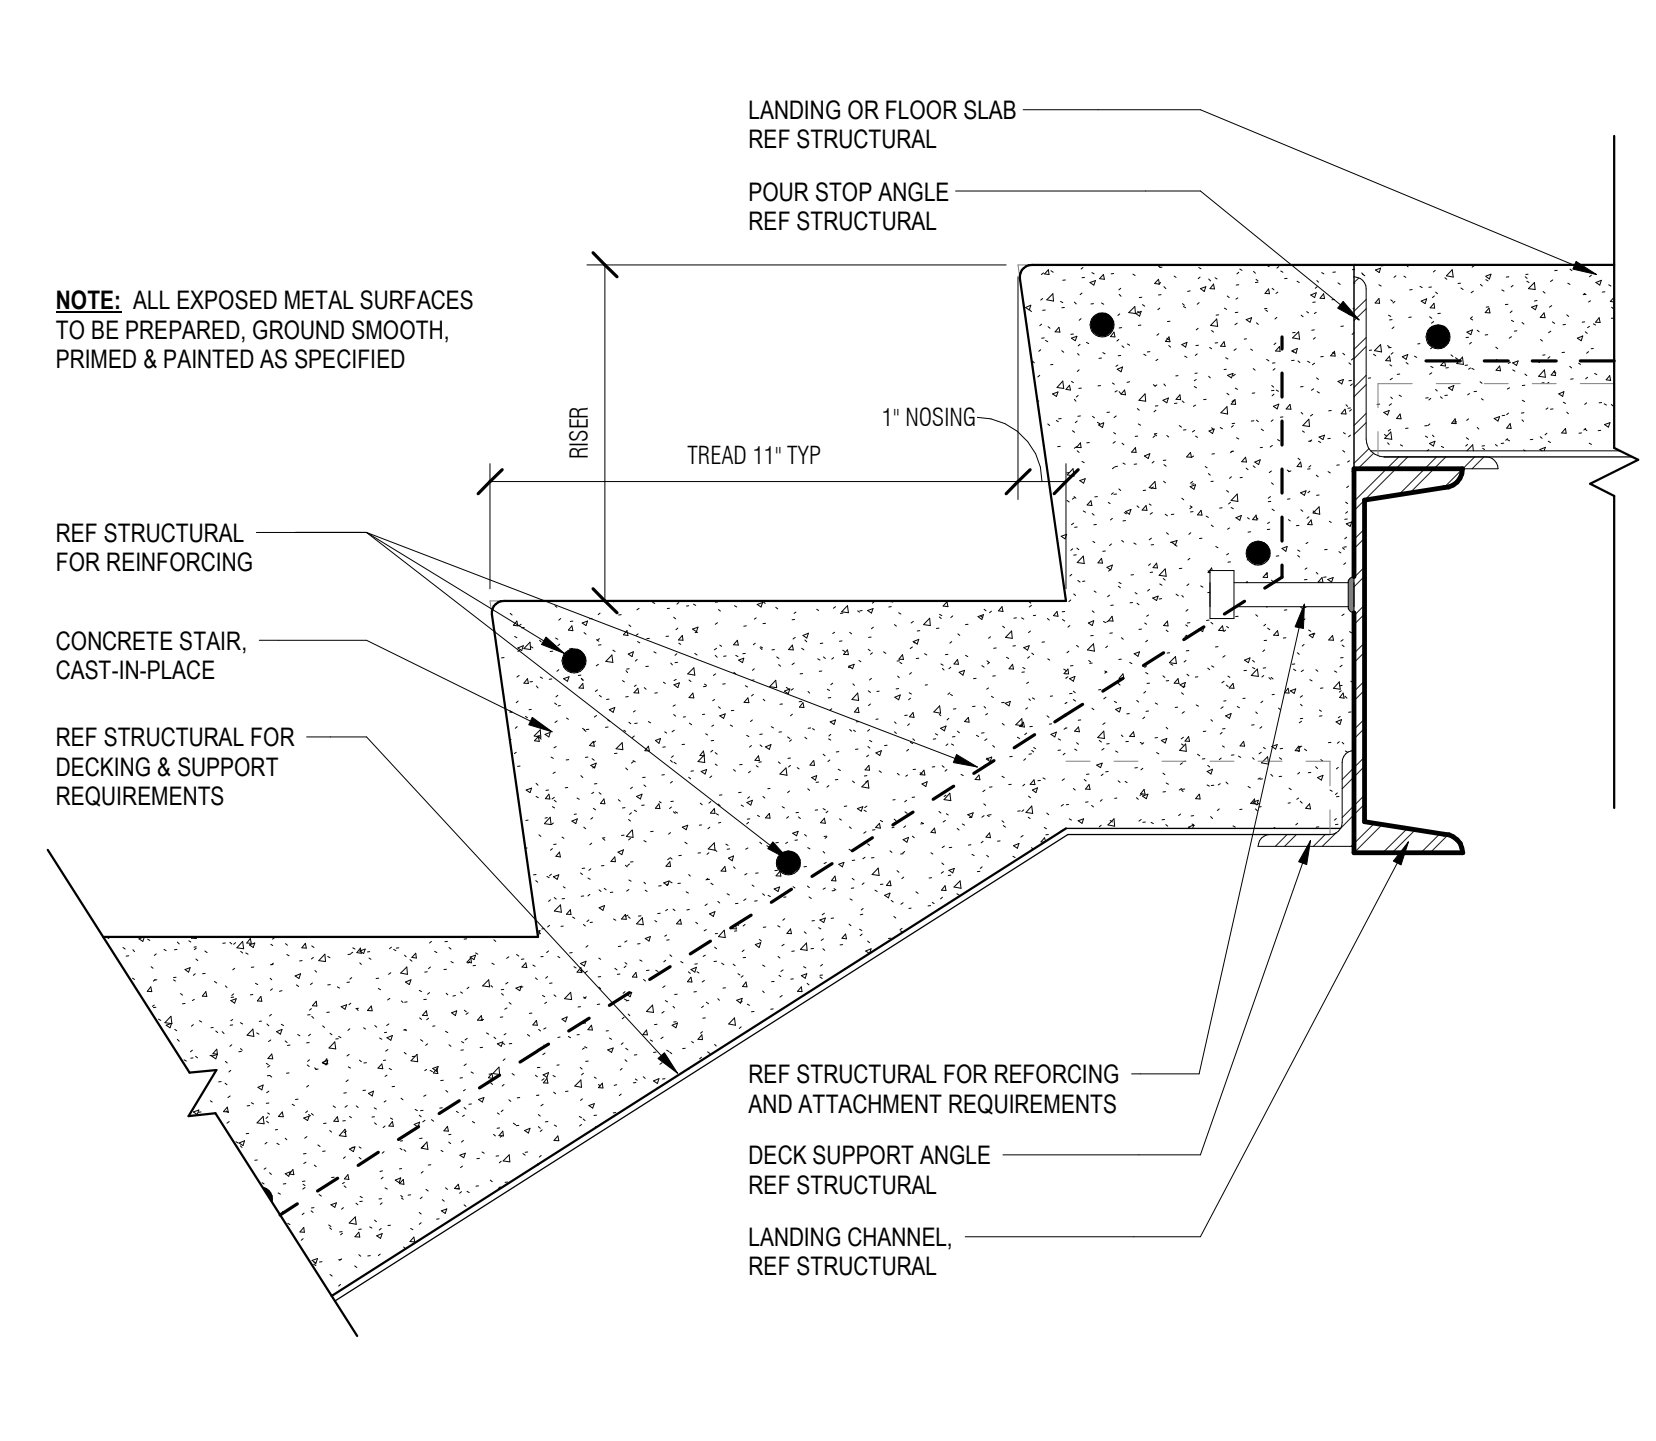 LANDING OR FLOOR SLAB
REF STRUCTURAL
POUR STOP ANGLE
REF STRUCTURAL
NOTE: ALL EXPOSED METAL SURFACES
TO BE PREPARED, GROUND SMOOTH,
PRIMED & PAINTED AS SPECIFIED
RISER
1" NOSING
TREAD 11" TYP
REF STRUCTURAL
FOR REINFORCING
CONCRETE STAIR,
CAST-IN-PLACE
REF STRUCTURAL FOR
DECKING & SUPPORT
REQUIREMENTS
REF STRUCTURAL FOR REFORCING
AND ATTACHMENT REQUIREMENTS
DECK SUPPORT ANGLE
REF STRUCTURAL
LANDING CHANNEL,
REF STRUCTURAL